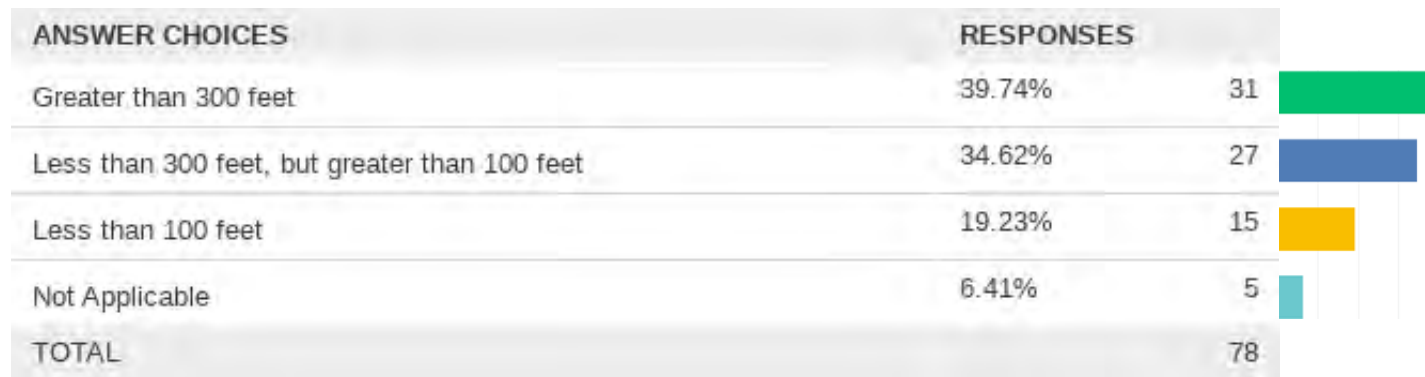 ANSWER CHOICES RESPONSES
Greater than 300 feet 39.74% 31
Less than 300 feet, but greater than 100 feet 34.62% 27
Less than 100 feet 19.23% 15
Not Applicable 6.41% 5
TOTAL 78